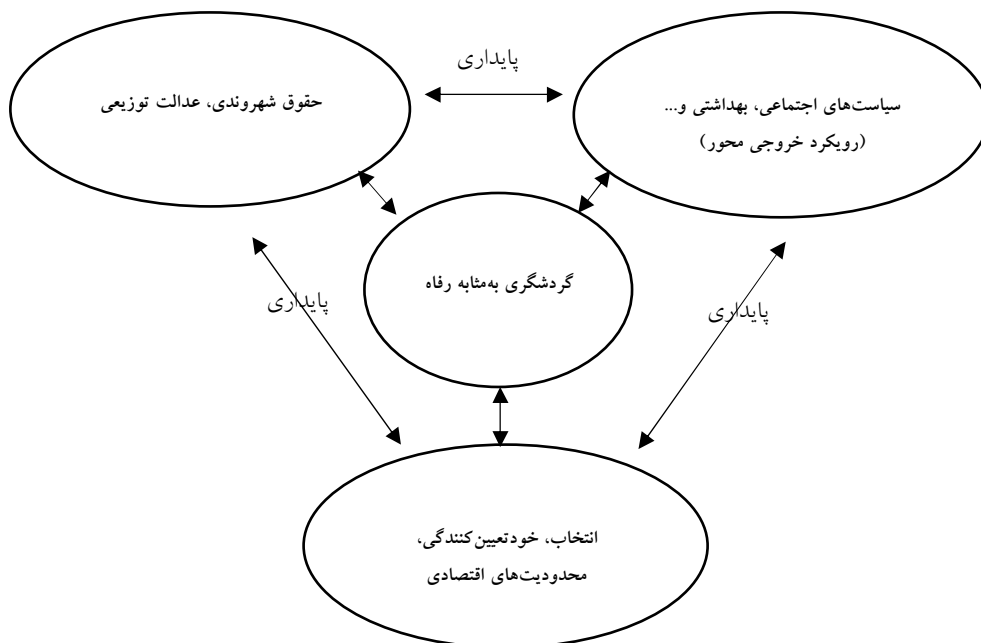 پایداری
حقوق شهروندی، عدالت توزیعی
سیاست‌های اجتماعی، بهداشتی و...
(رویکرد خروجی محور)
گردشگری به‌مثابه رفاه
پایداری
پایداری
انتخاب، خودتعیین‌کنندگی،
محدودیت‌های اقتصادی